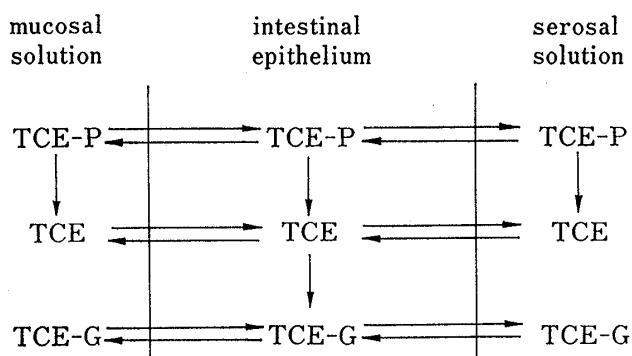 mucosal intestinal serosal
solution epithelium solution
TCE-P TCE-P TCE-P
TCE TCE TCE
TCE-G TCE-G TCE-G